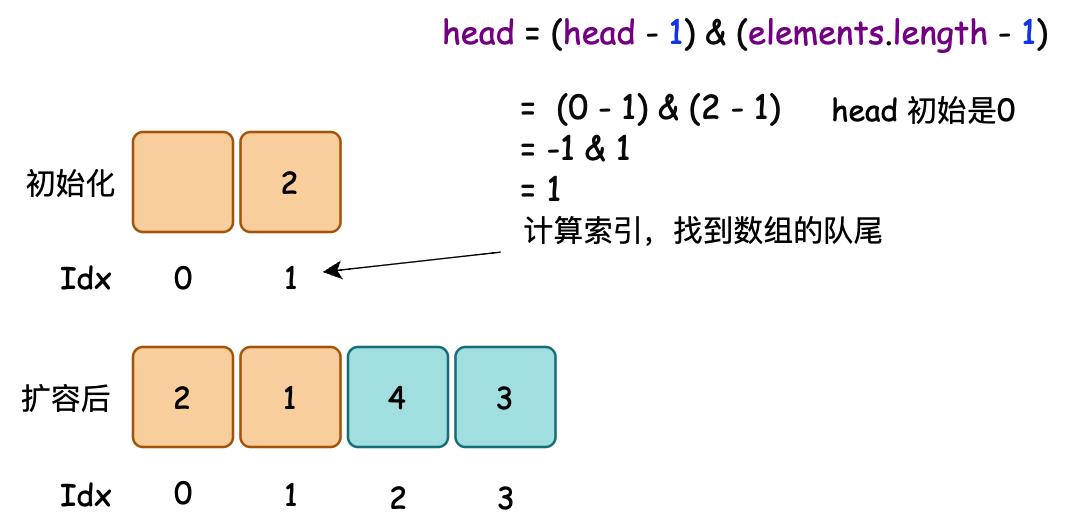 head = (head - 1) & (elements.length - 1)
= (0 - 1) & (2 - 1) head 初始是0
= -1 & 1
= 1
计算索引，找到数组的队尾
初始化 2
Idx 0 1
扩容后 2 1 4 3
Idx 0 1 2 3